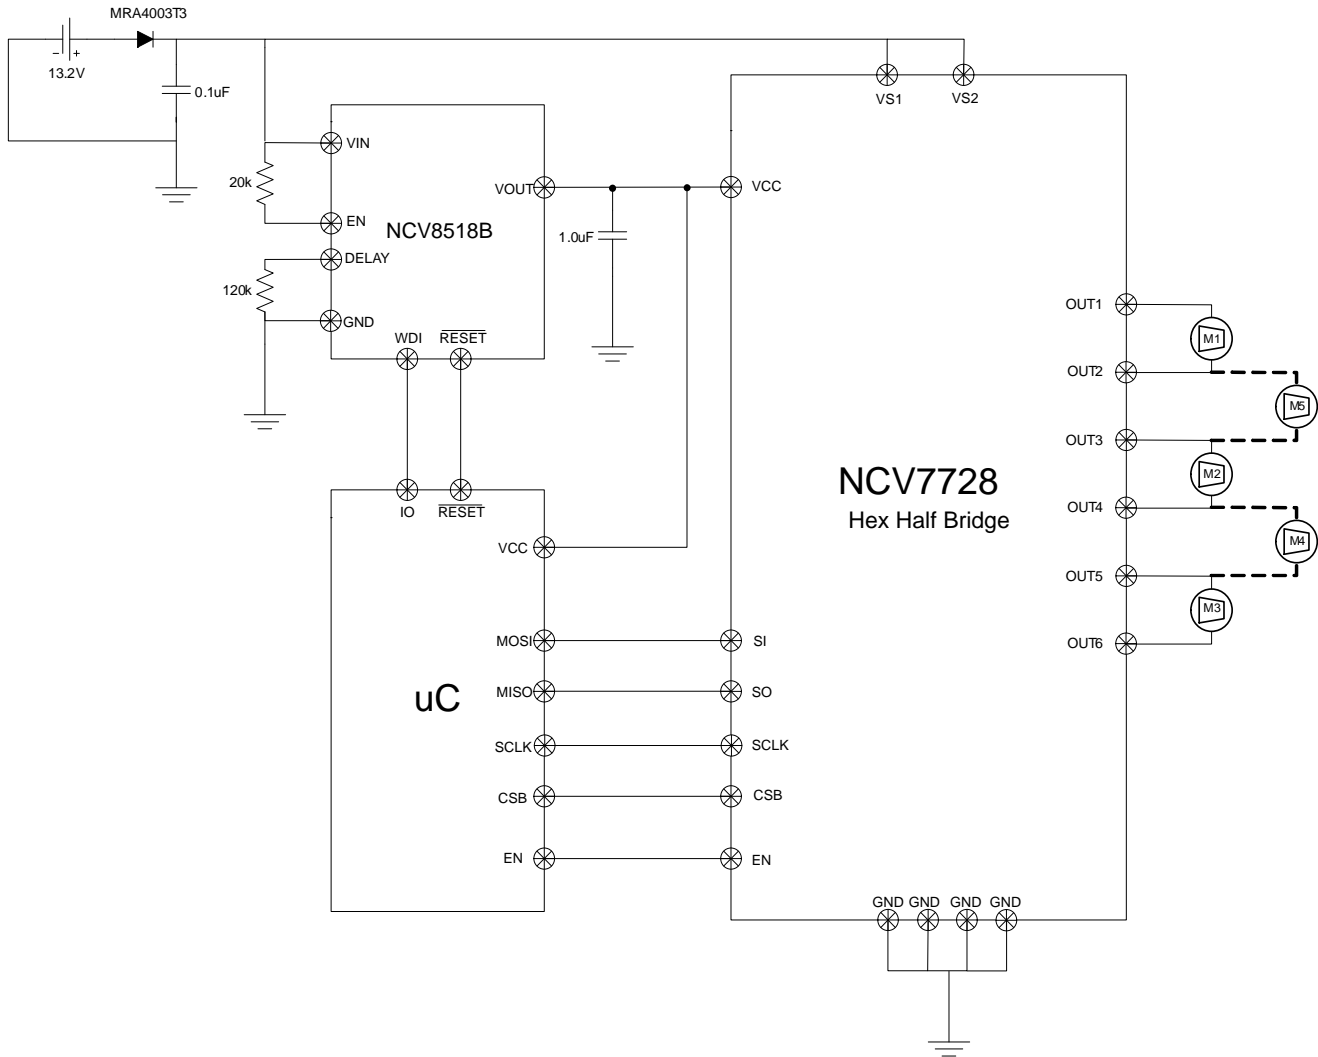 MRA4003T3
- +
13.2V
0.1uF
VS1
VS2
VIN
20k
EN
NCV8518B
DELAY
120k
GND
VOUT
WDI
RESET
1.0uF
VCC
OUT1
M1
OUT2
M5
OUT3
M2
OUT4
M4
OUT5
M3
OUT6
NCV7728
Hex Half Bridge
IO
RESET
VCC
MOSI
MISO
SCLK
CSB
EN
uC
SI
SO
SCLK
CSB
EN
GND GND GND GND